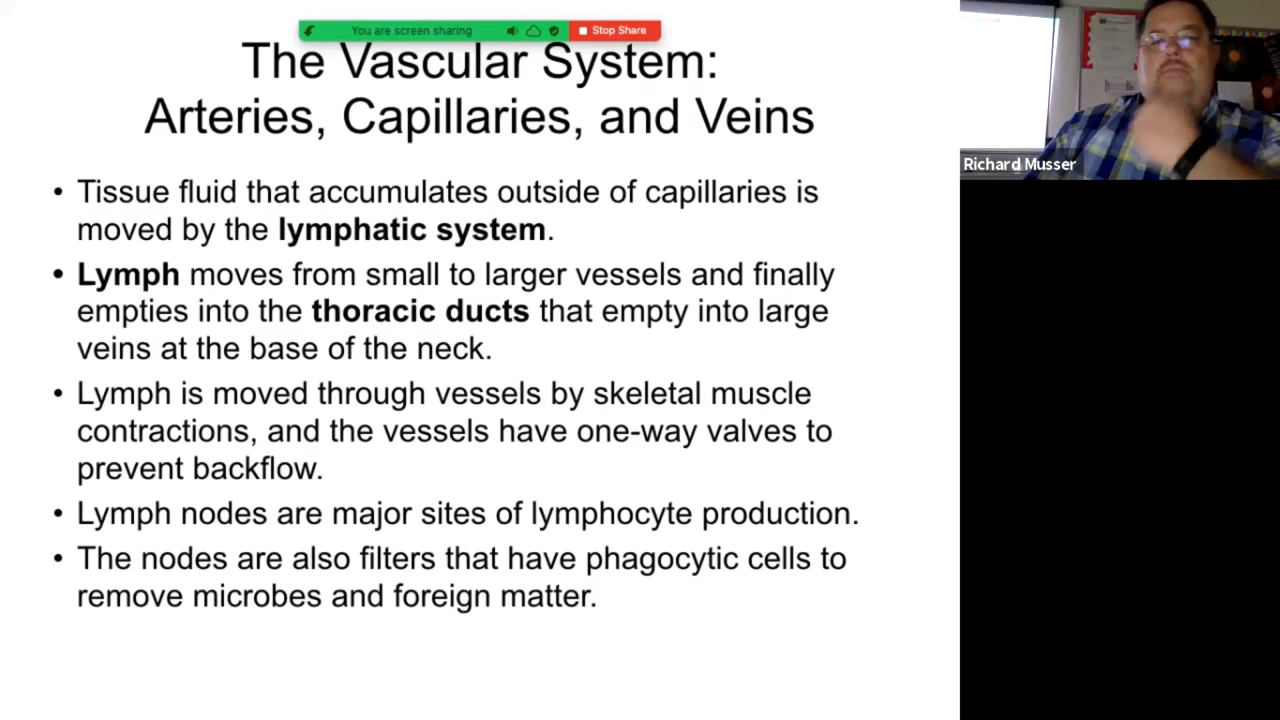 You are screen sharing
Stop Share
The Vascular System:
Arteries, Capillaries, and Veins
• Tissue fluid that accumulates outside of capillaries is
moved by the lymphatic system.
• Lymph moves from small to larger vessels and finally
empties into the thoracic ducts that empty into large
veins at the base of the neck.
• Lymph is moved through vessels by skeletal muscle
contractions, and the vessels have one-way valves to
prevent backflow.
• Lymph nodes are major sites of lymphocyte production.
• The nodes are also filters that have phagocytic cells to
remove microbes and foreign matter.
Richard Musser